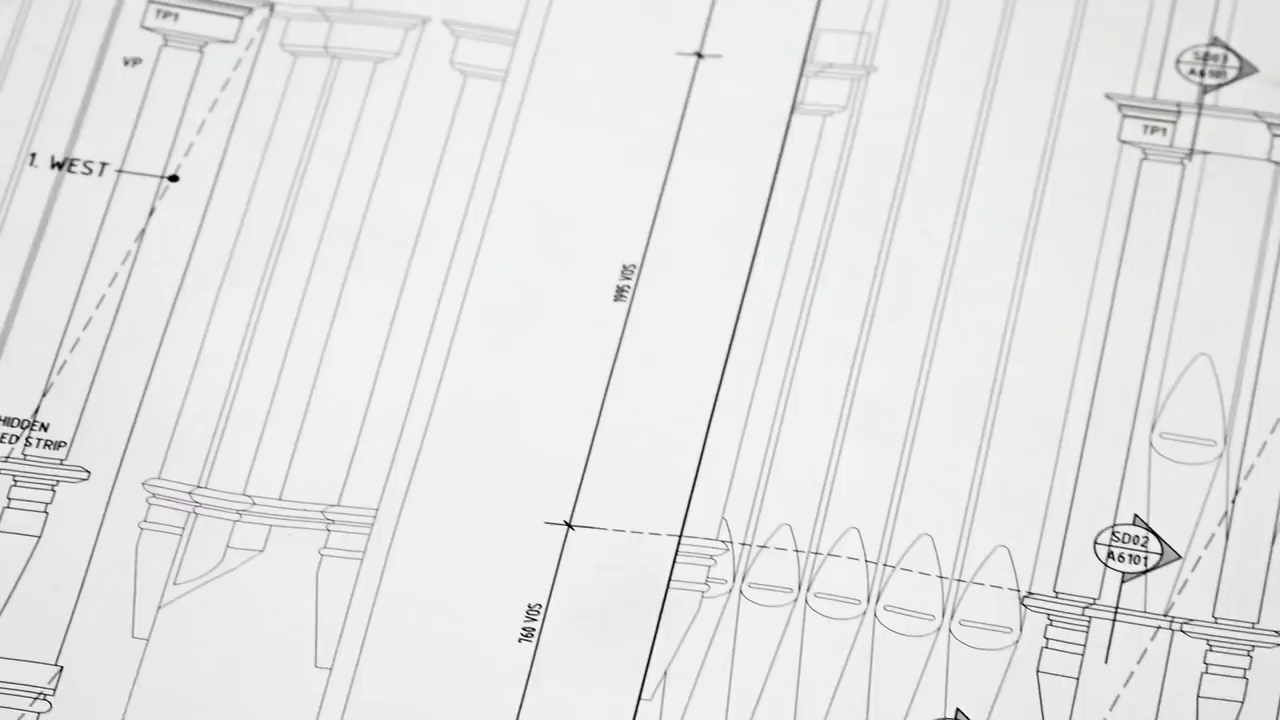 TP1
VP
1. WEST
HIDDEN
ED STRIP
1995 VOS
760 VOS
SD03
A6101
TP1
SD02
A6101